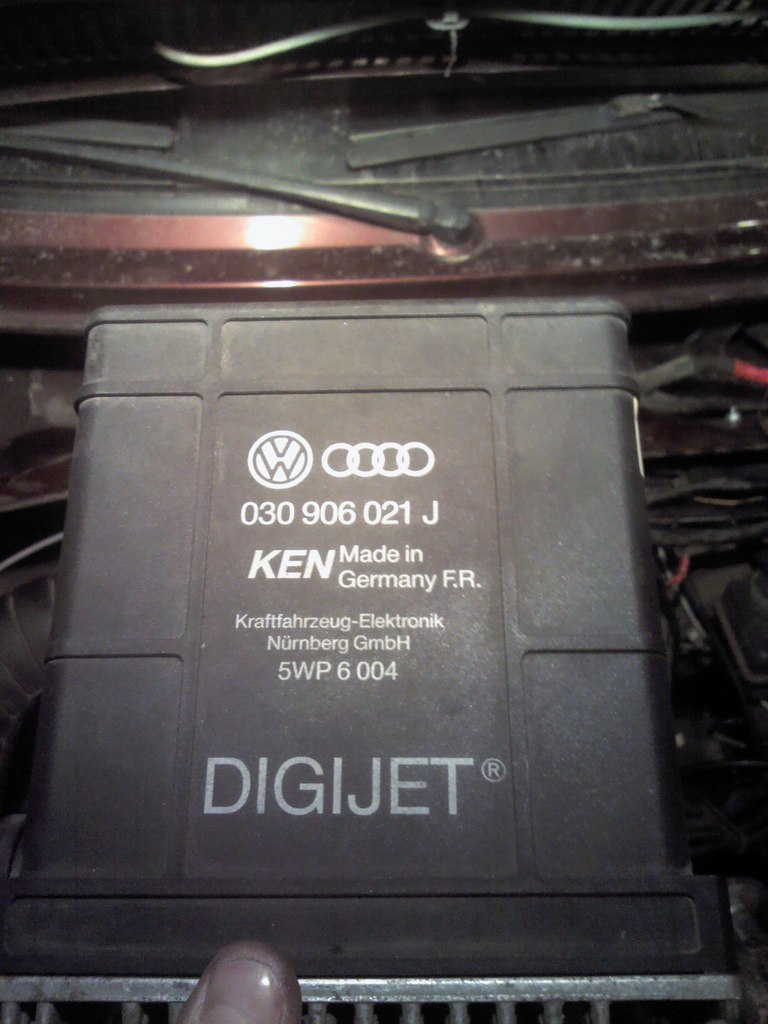 030 906 021 J
KEN Made in
Germany F.R.
Kraftfahrzeug-Elektronik
Nürnberg GmbH
5WP 6 004
DIGIJET®